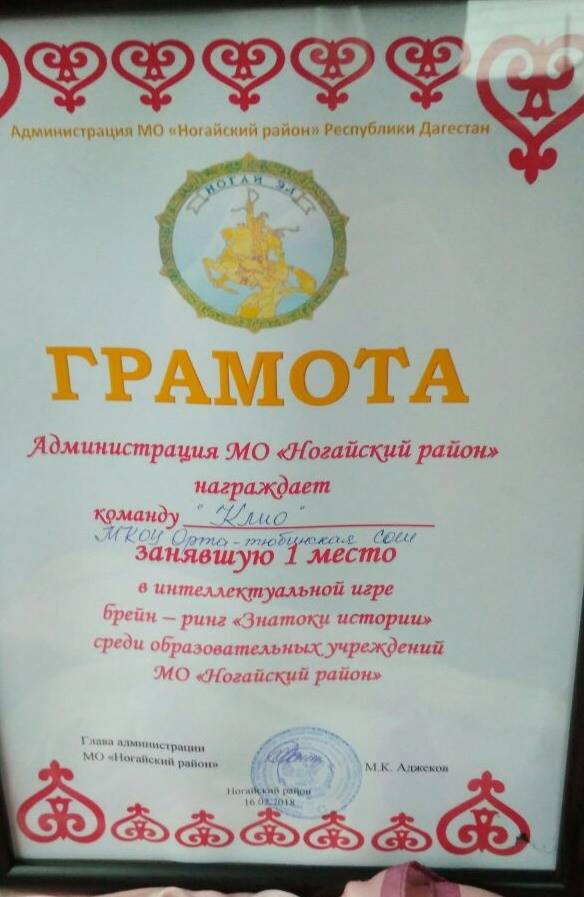 Администрация МО «Ногайский район» Республики Дагестан
НОГАЙ ЭЛ
ГРАМОТА
Администрация МО «Ногайский район»
награждает
команду "Клио"
МКОУ Орта-тюбинская СОШ
занявшую 1 место
в интеллектуальной игре
брейн – ринг «Знатоки истории»
среди образовательных учреждений
МО «Ногайский район»
Глава администрации
МО «Ногайский район»
М.К. Аджеков
Ногайский район
16.02.2018